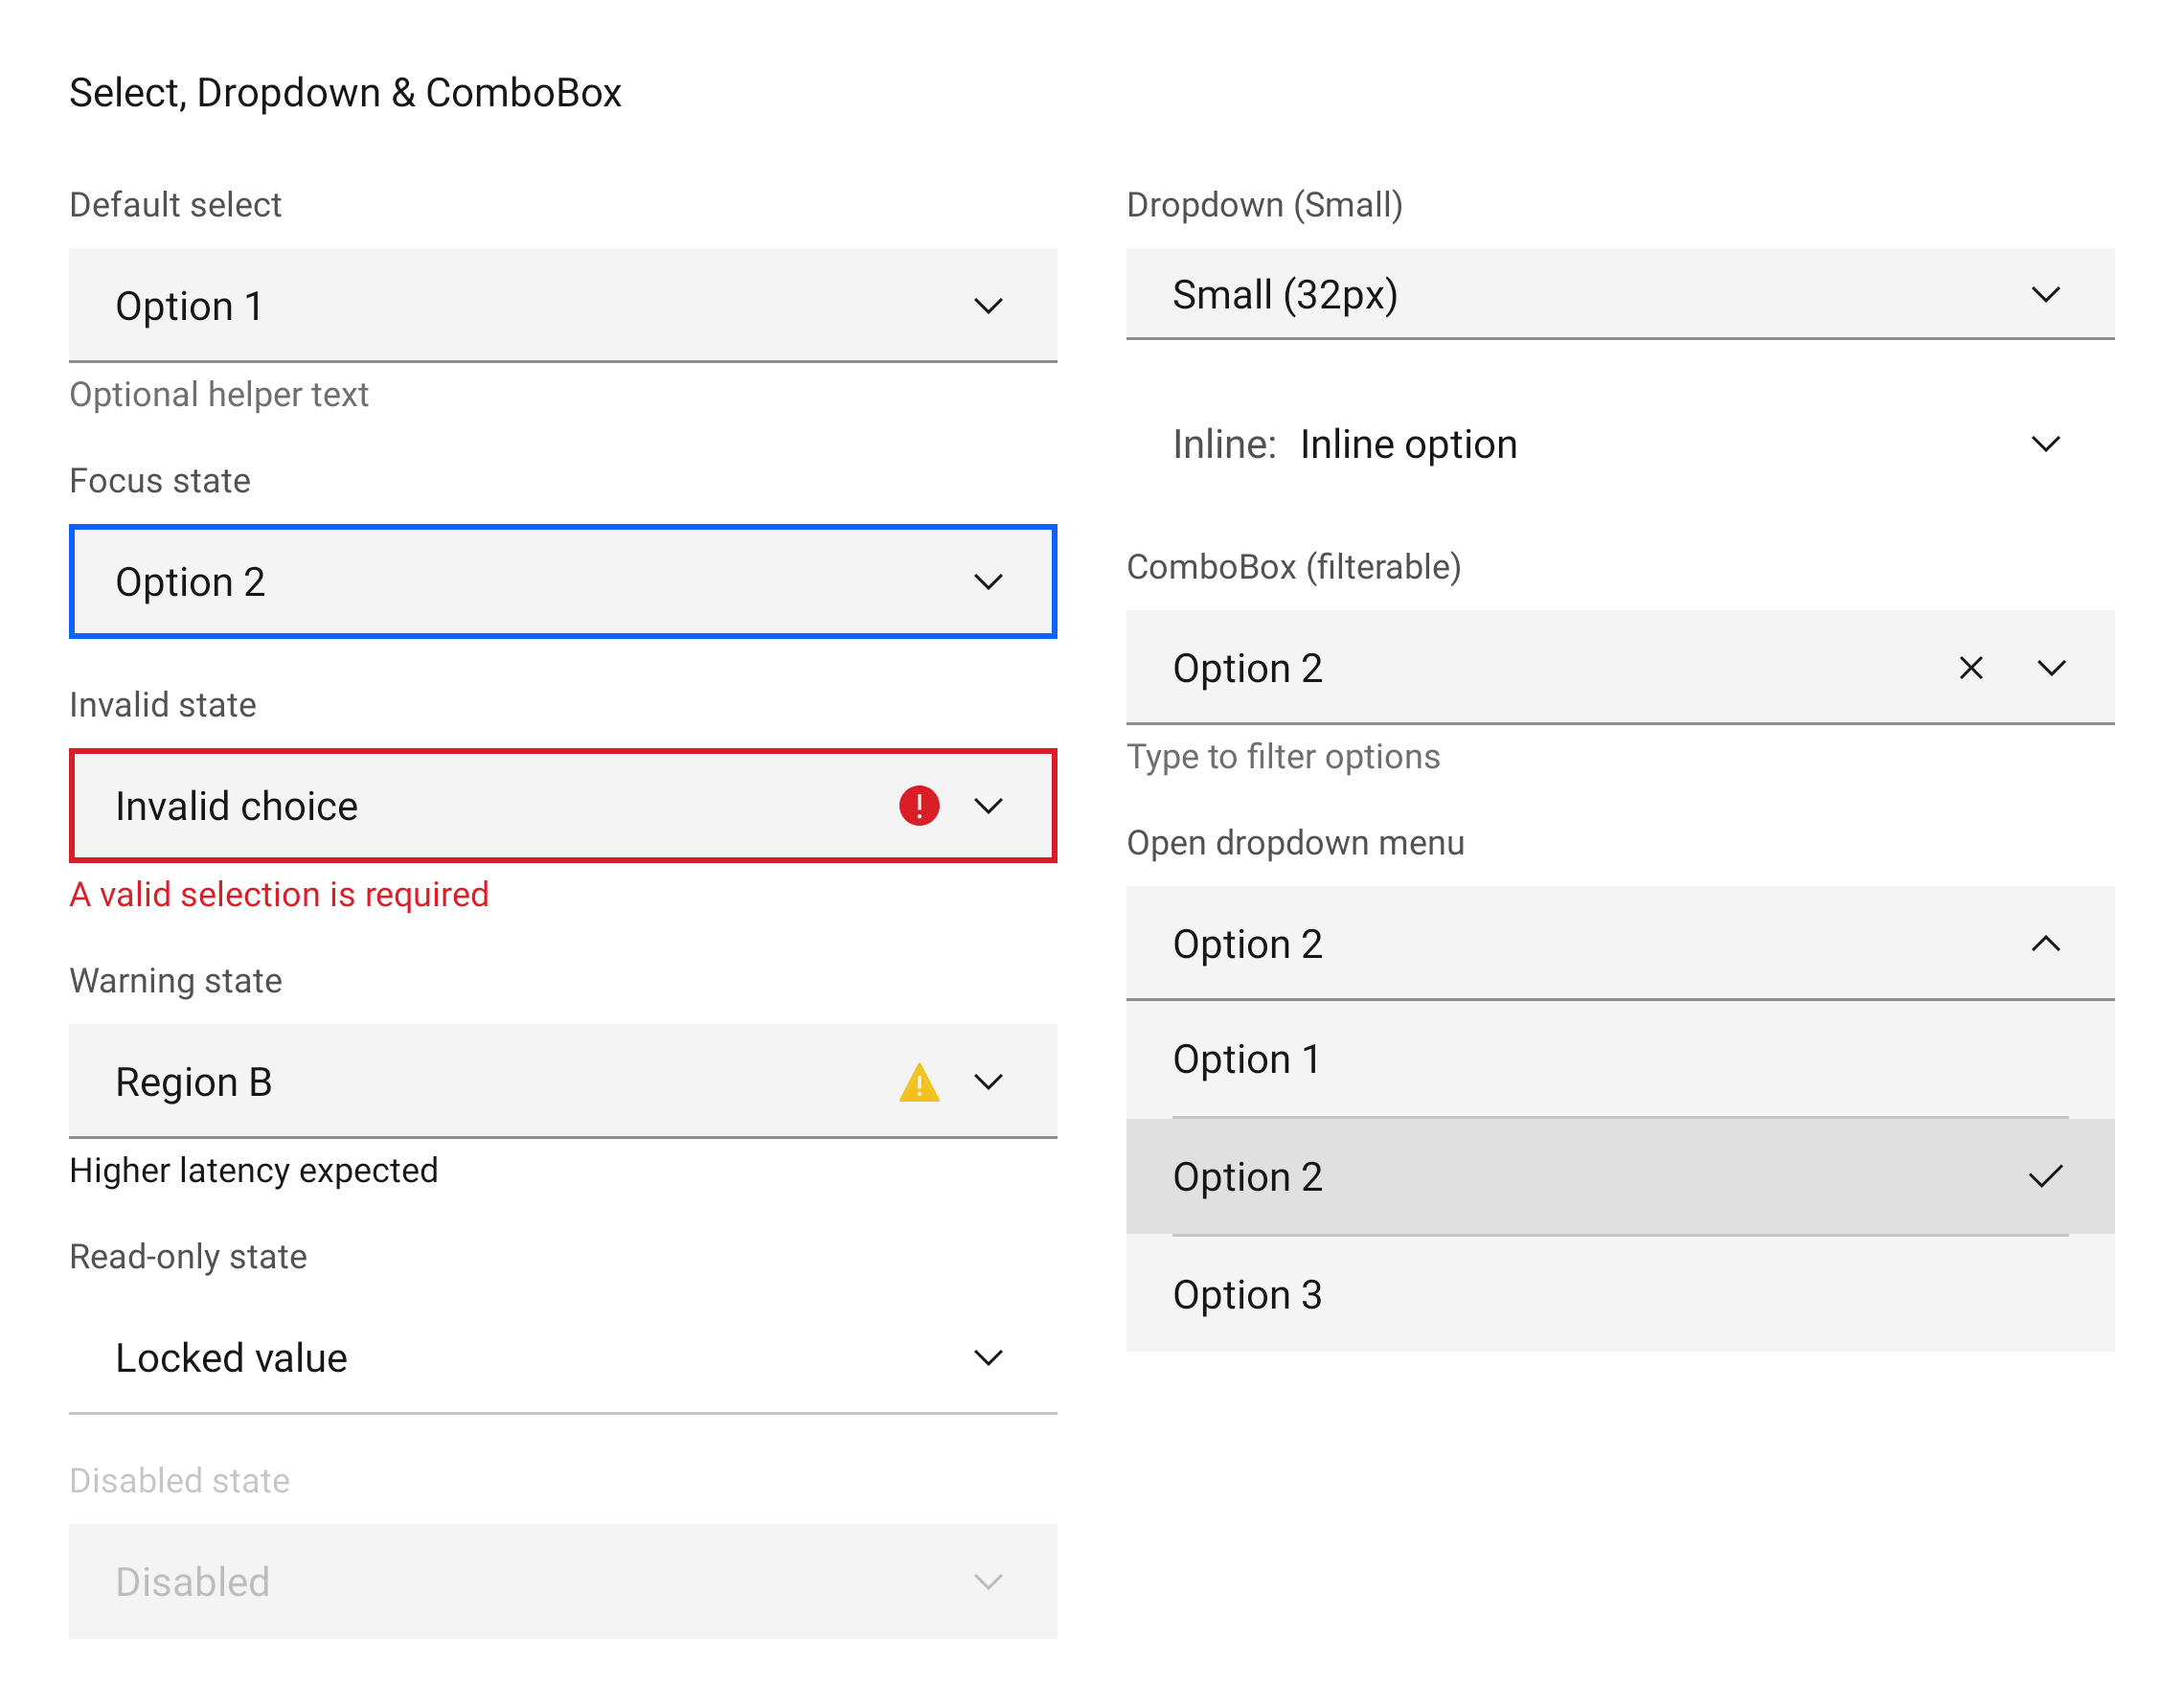 Select, Dropdown & ComboBox
Default select
Option 1
Optional helper text
Focus state
Option 2
Invalid state
Invalid choice
A valid selection is required
Warning state
Region B
Higher latency expected
Read-only state
Locked value
Disabled state
Disabled
Dropdown (Small)
Small (32px)
Inline: Inline option
ComboBox (filterable)
Option 2
Type to filter options
Open dropdown menu
Option 2
Option 1
Option 2
Option 3